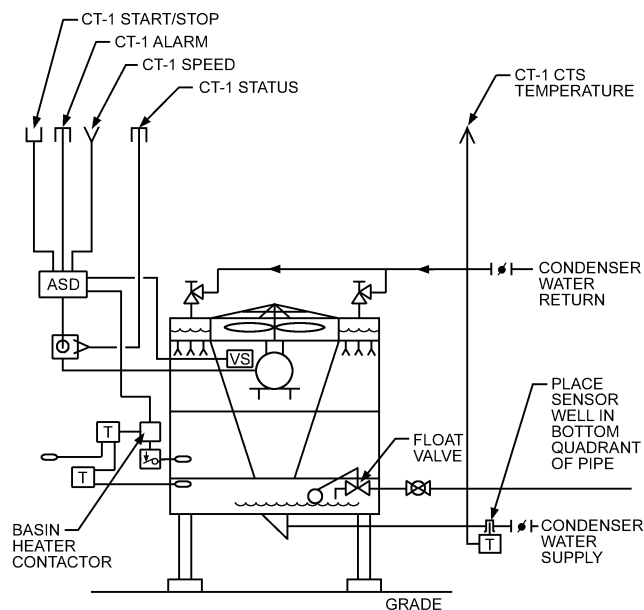 CT-1 START/STOP
CT-1 ALARM
CT-1 SPEED
CT-1 STATUS
CT-1 CTS
TEMPERATURE
ASD
CONDENSER
WATER
RETURN
VS
PLACE
SENSOR
WELL IN
BOTTOM
QUADRANT
OF PIPE
T
T
FLOAT
VALVE
BASIN
HEATER
CONTACTOR
T
CONDENSER
WATER
SUPPLY
GRADE